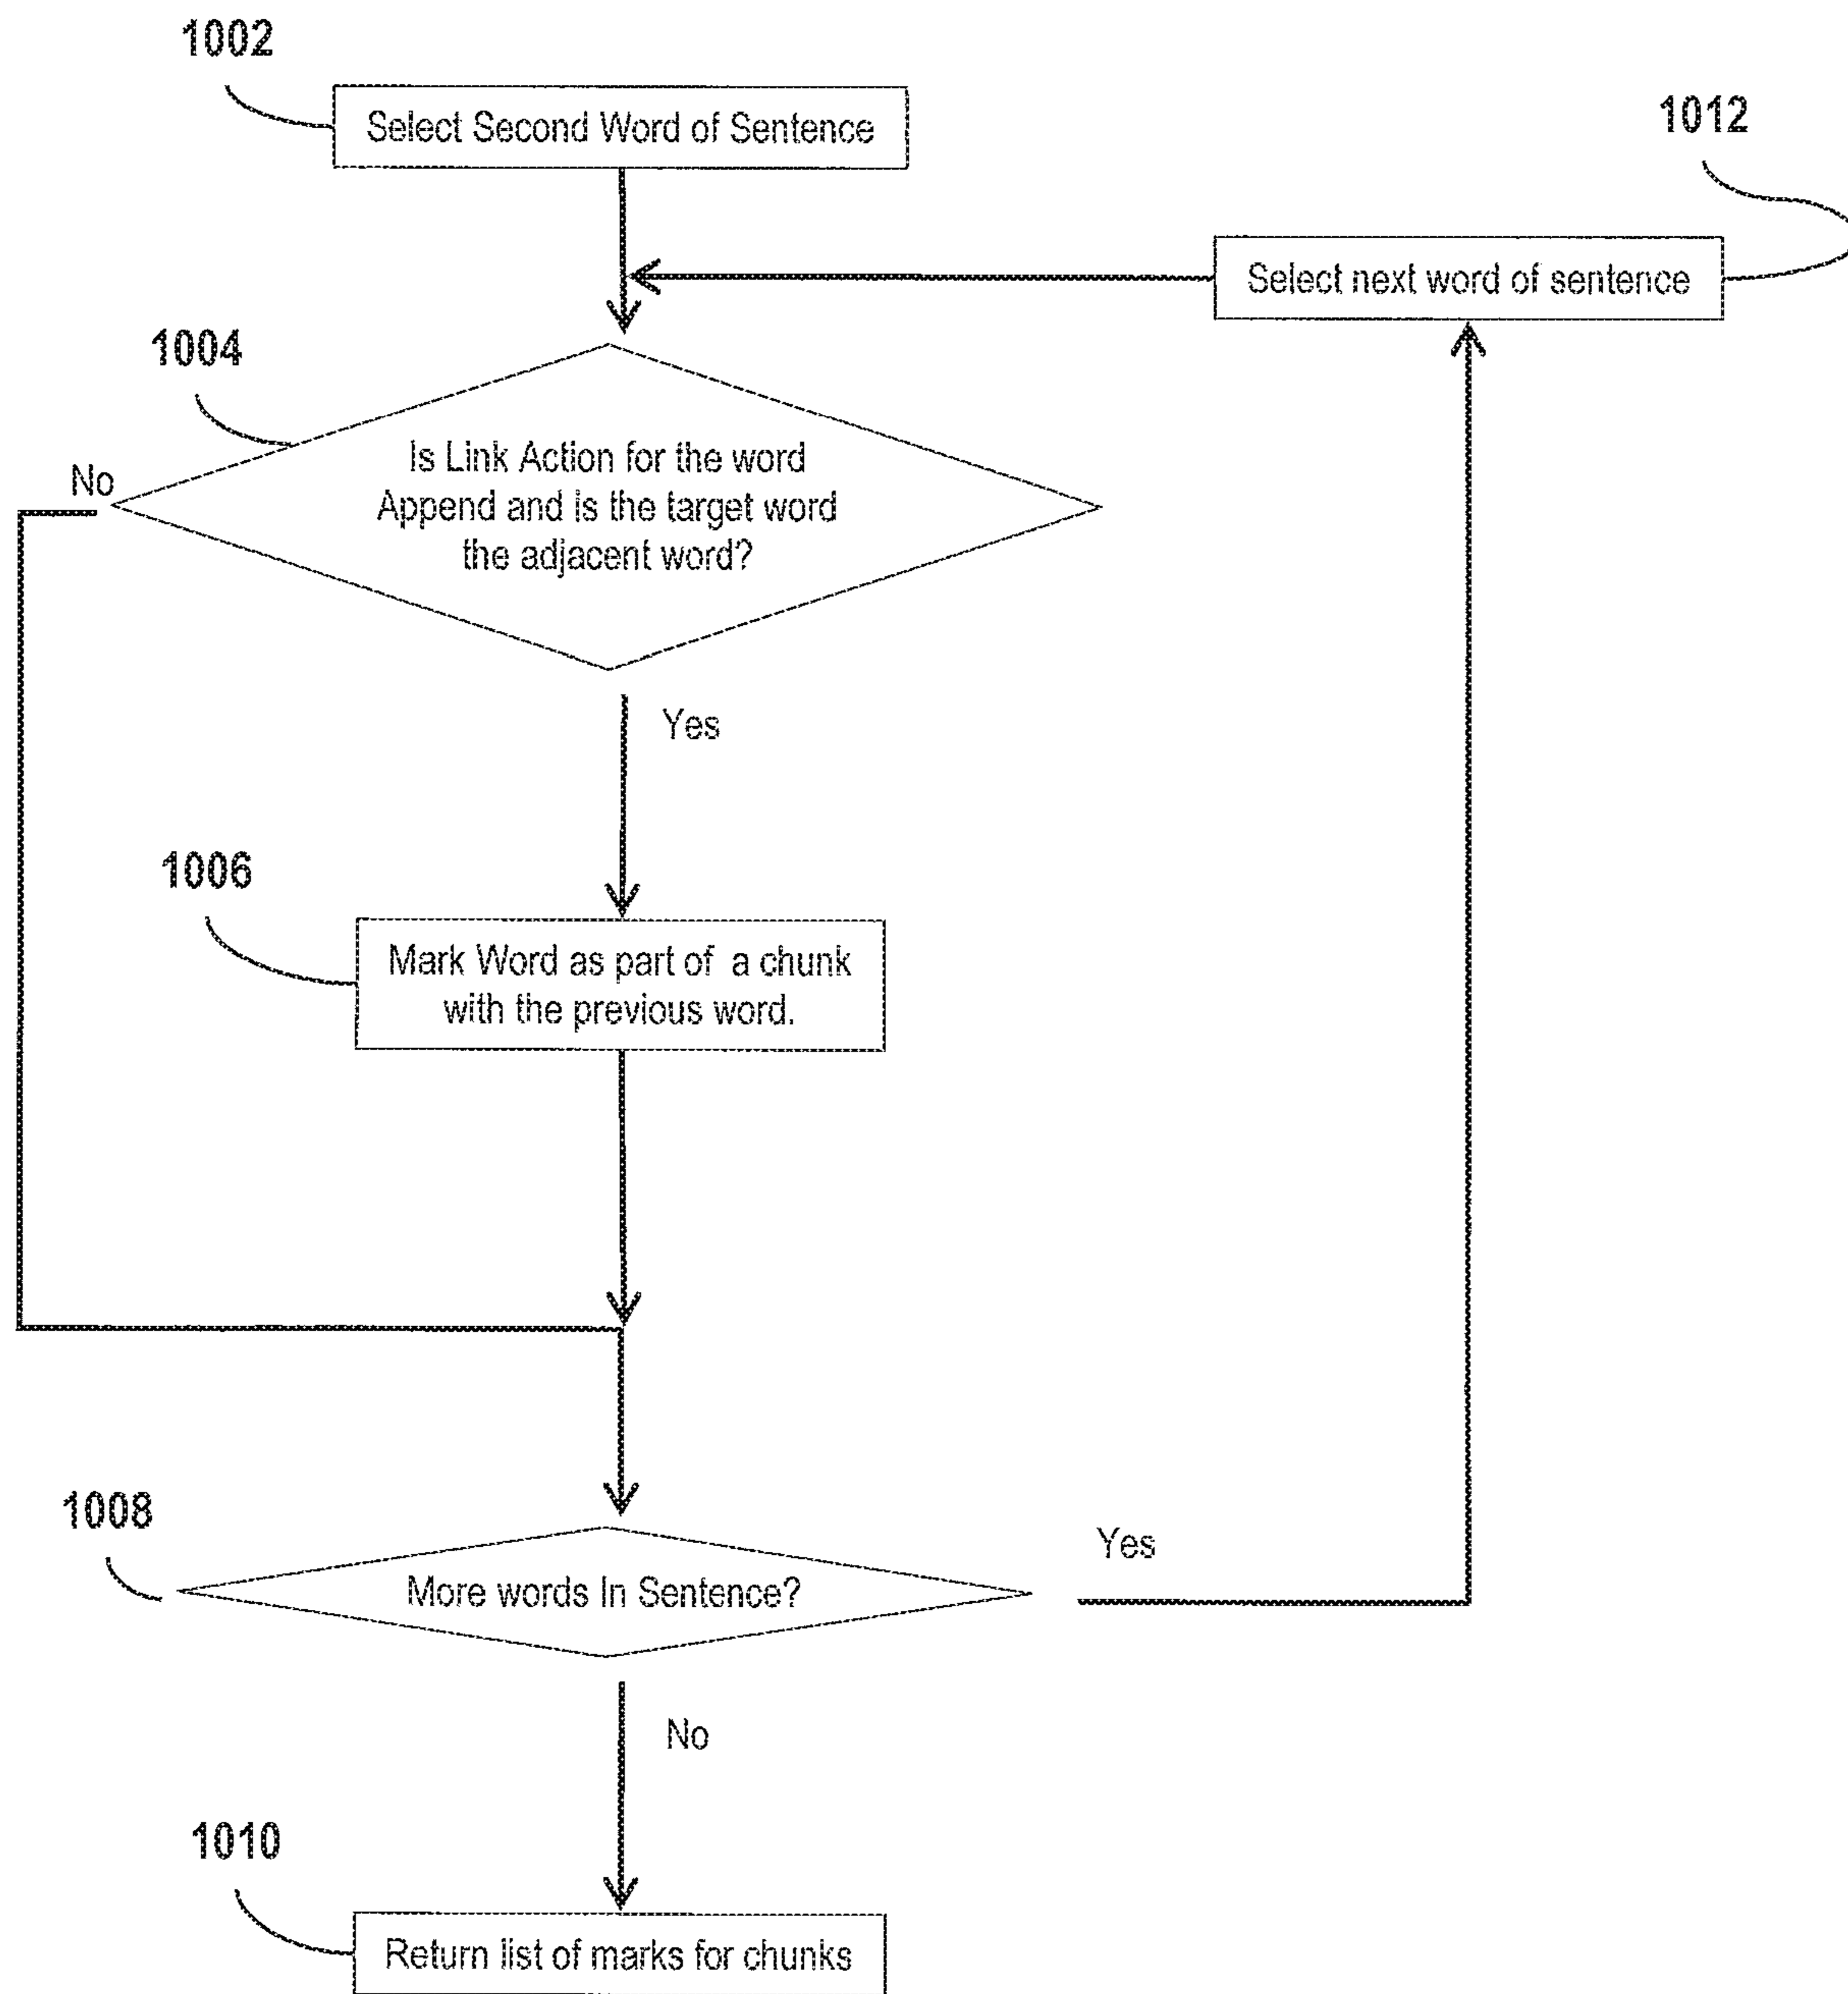 1002
Select Second Word of Sentence
1012
Select next word of sentence
1004
No
Is Link Action for the word
Append and is the target word
the adjacent word?
Yes
1006
Mark Word as part of a chunk
with the previous word.
1008
More words In Sentence?
Yes
No
1010
Return list of marks for chunks